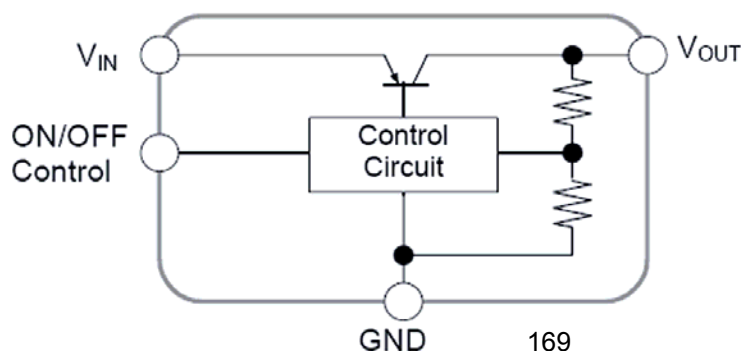 VIN
VOUT
ON/OFF
Control
Control
Circuit
GND
169